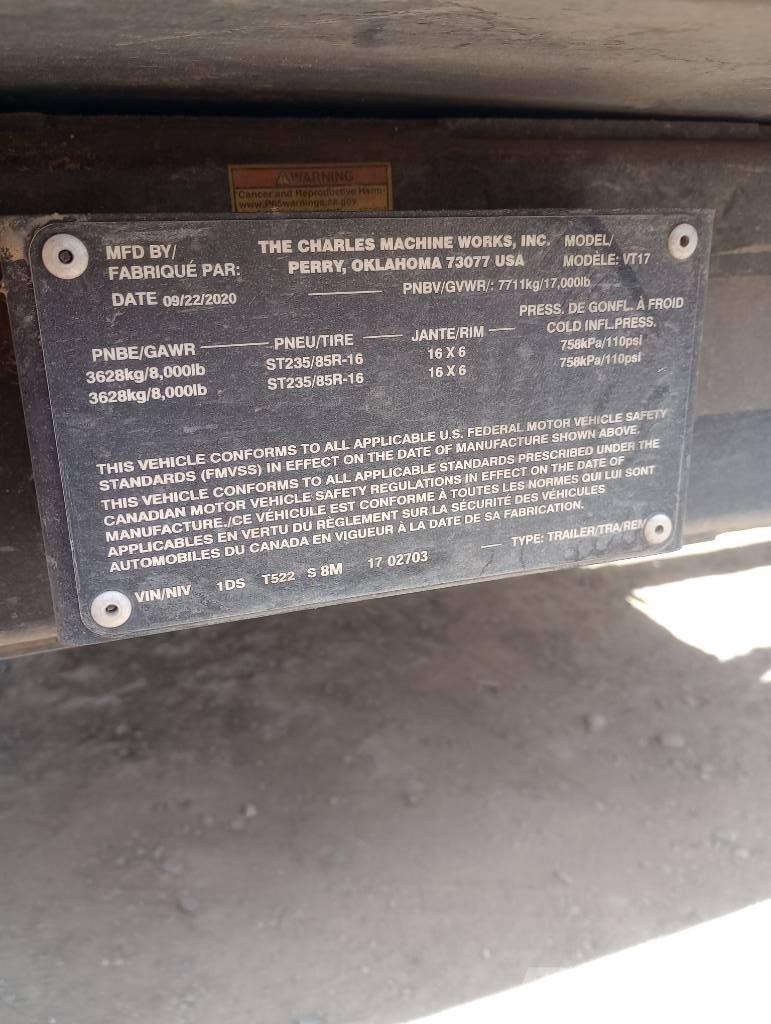 WARNING
Cancer and Reproductive Harm-
www.P65warnings.ca.gov
MFD BY/ THE CHARLES MACHINE WORKS, INC. MODEL/
FABRIQUÉ PAR: PERRY, OKLAHOMA 73077 USA MODÈLE: VT17
DATE 09/22/2020 PNBV/GVWR/: 7711kg/17,000lb
PRESS. DE GONFL. À FROID
PNBE/GAWR PNEU/TIRE JANTE/RIM COLD INFL.PRESS.
3628kg/8,000lb ST235/85R-16 16 X 6 758kPa/110psi
3628kg/8,000lb ST235/85R-16 16 X 6 758kPa/110psi
THIS VEHICLE CONFORMS TO ALL APPLICABLE U.S. FEDERAL MOTOR VEHICLE SAFETY
STANDARDS (FMVSS) IN EFFECT ON THE DATE OF MANUFACTURE SHOWN ABOVE.
THIS VEHICLE CONFORMS TO ALL APPLICABLE STANDARDS PRESCRIBED UNDER THE
CANADIAN MOTOR VEHICLE SAFETY REGULATIONS IN EFFECT ON THE DATE OF
MANUFACTURE./CE VÉHICULE EST CONFORME À TOUTES LES NORMES QUI LUI SONT
APPLICABLES EN VERTU DU RÈGLEMENT SUR LA SÉCURITÉ DES VÉHICULES
AUTOMOBILES DU CANADA EN VIGUEUR À LA DATE DE SA FABRICATION.
VIN/NIV 1DS T522 S 8M 17 02703 TYPE: TRAILER/TRA/REM